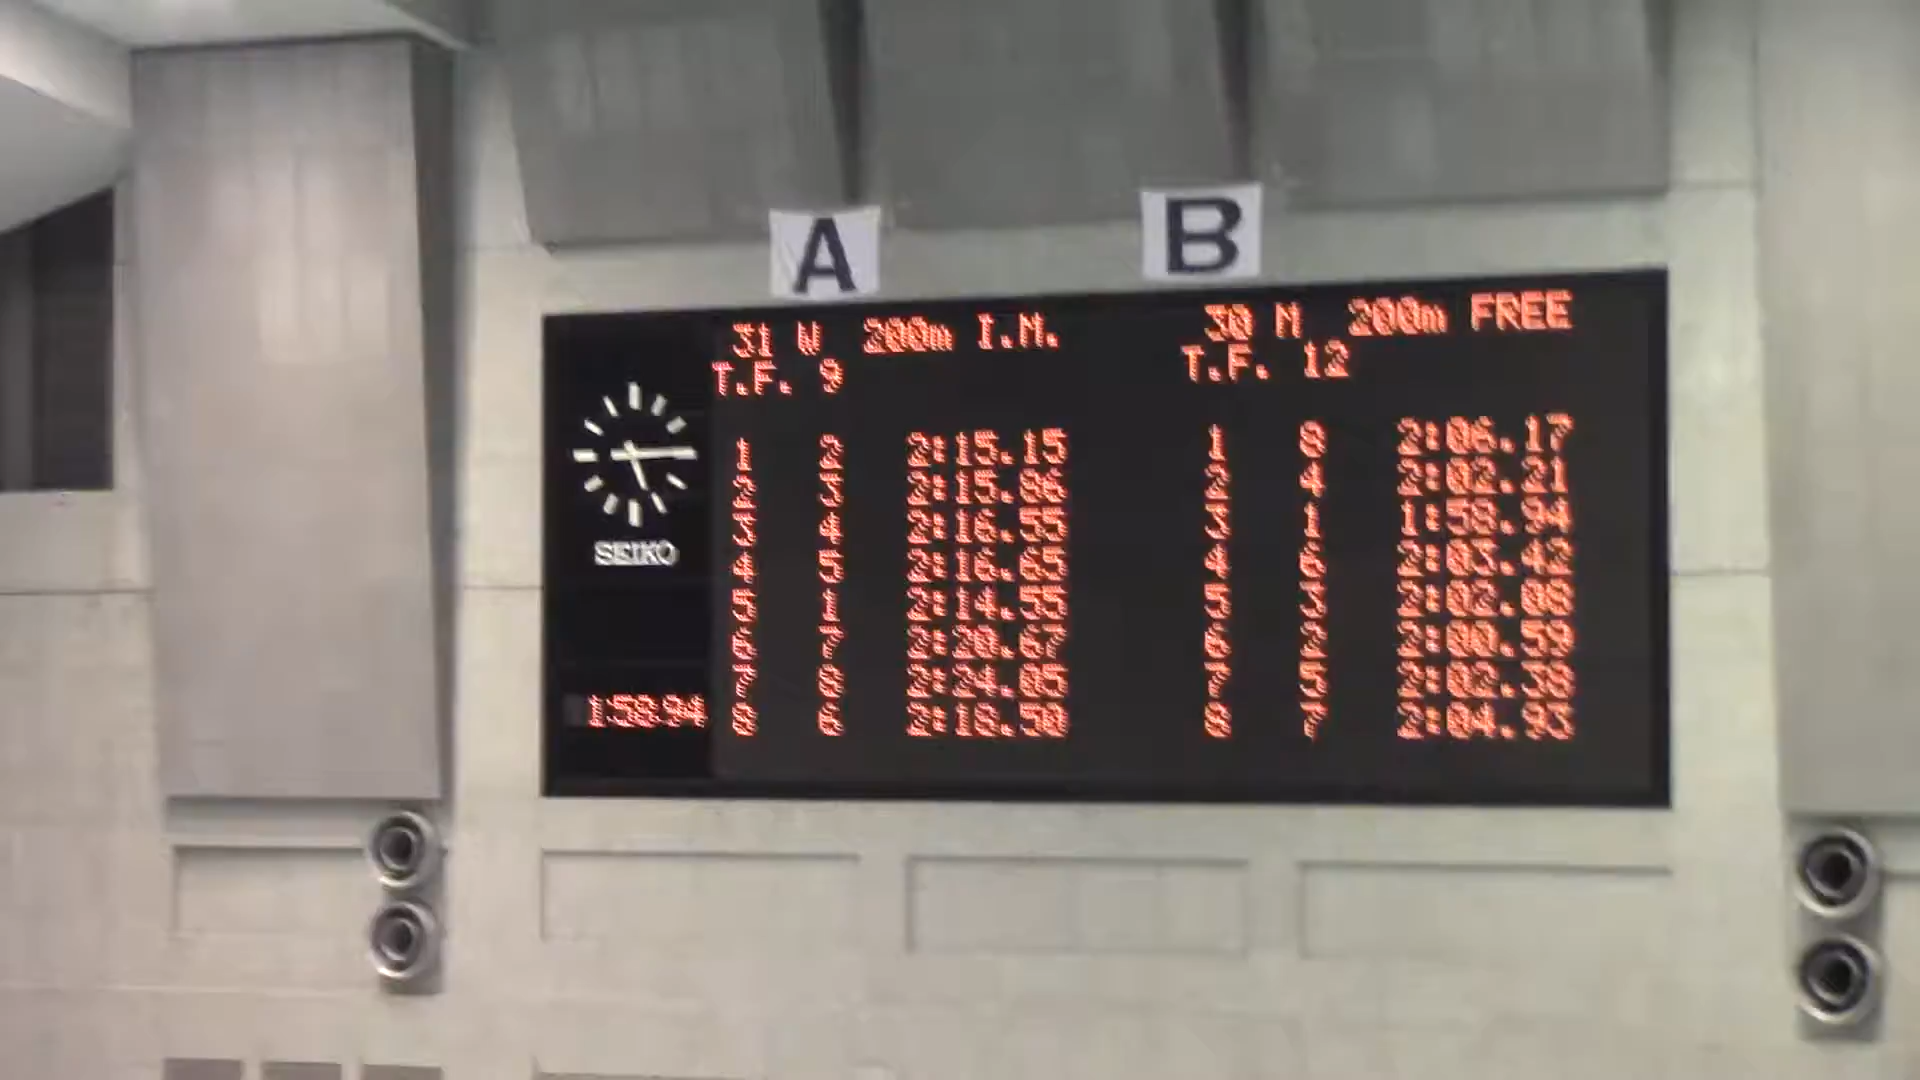 A B
31 W 200m I.M.
T.F. 9
1 2 2:15.15
2 3 2:15.86
3 4 2:16.55
4 5 2:16.65
5 1 2:14.55
6 7 2:20.67
7 8 2:24.05
8 6 2:18.50
30 M 200m FREE
T.F. 12
1 8 2:06.17
2 4 2:02.21
3 1 1:58.94
4 6 2:03.42
5 3 2:02.08
6 2 2:00.59
7 5 2:02.38
8 7 2:04.93
SEIKO
1:58.94